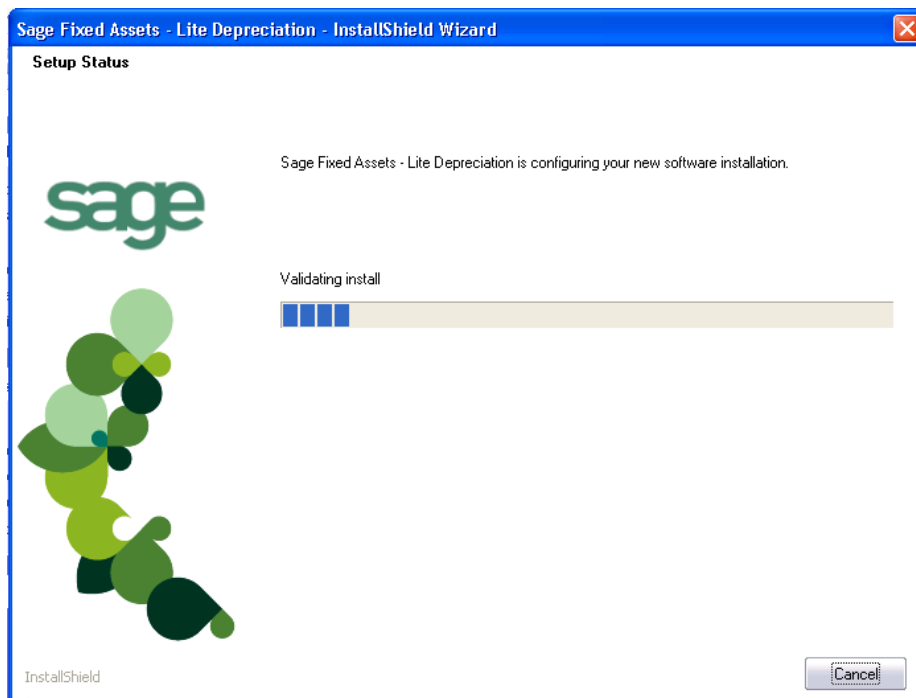 Sage Fixed Assets - Lite Depreciation - InstallShield Wizard
Setup Status
Sage Fixed Assets - Lite Depreciation is configuring your new software installation.
sage
Validating install
InstallShield
Cancel